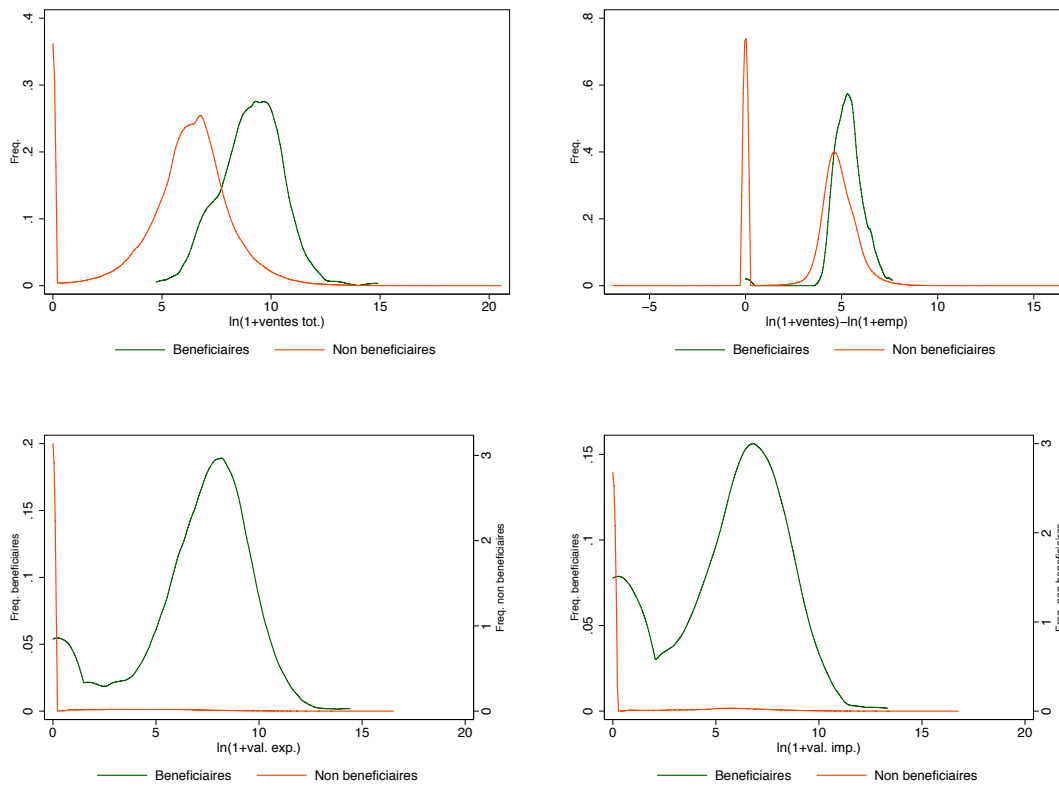 .4
.3
.2
.1
0
Freq.
0 5 10 15 20
ln(1+ventes tot.)
Beneficiaires Non beneficiaires
.8
.6
.4
.2
0
Freq.
−5 0 5 10 15
ln(1+ventes)−ln(1+emp)
Beneficiaires Non beneficiaires
.2
.15
.1
.05
0
Freq. beneficiaires
3
2
1
0
Freq. non beneficiaires
0 5 10 15 20
ln(1+val. exp.)
Beneficiaires Non beneficiaires
.15
.1
.05
0
Freq. beneficiaires
3
2
1
0
Freq. non beneficiaires
0 5 10 15 20
ln(1+val. imp.)
Beneficiaires Non beneficiaires